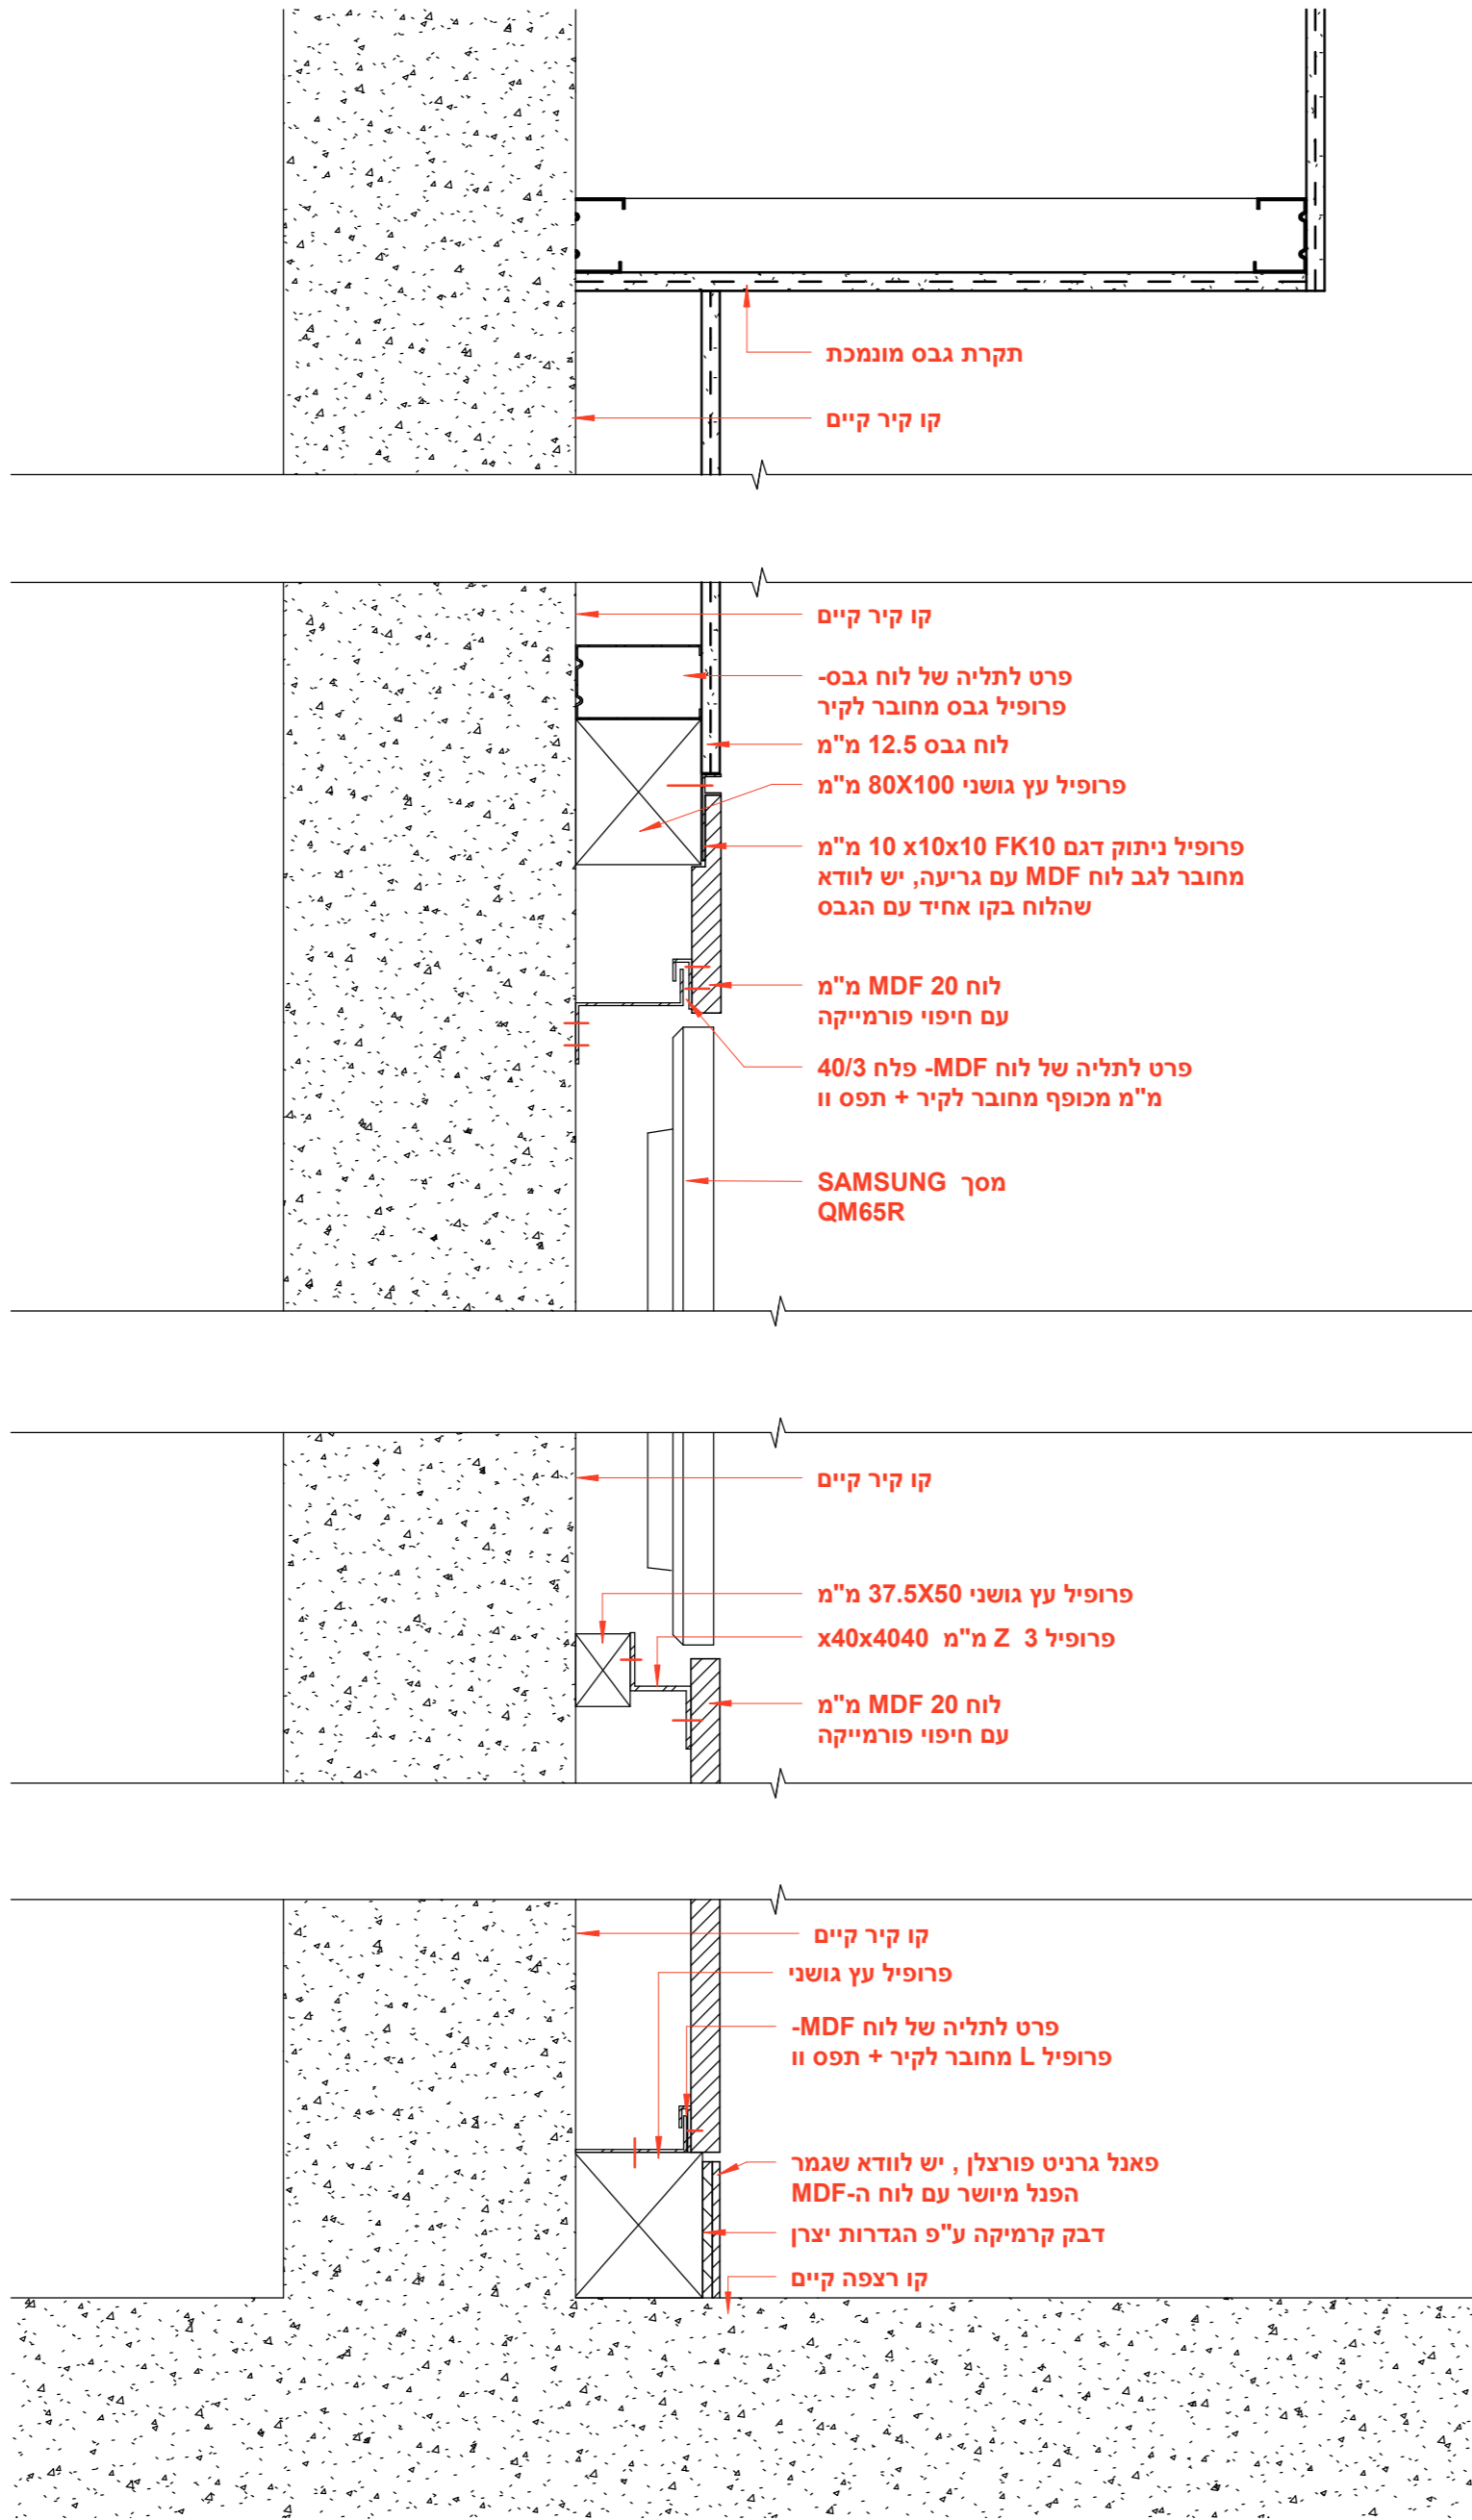 תקרת גבס מונמכת
קו קיר קיים
קו קיר קיים
פרט לתליה של לוח גבס-
פרופיל גבס מחובר לקיר
לוח גבס 12.5 מ"מ
פרופיל עץ גושני 80X100 מ"מ
פרופיל ניתוק דגם FK10 10 x10x10 מ"מ
מחובר לגב לוח MDF עם גריעה, יש לוודא
שהלוח בקו אחיד עם הגבס
לוח MDF 20 מ"מ
עם חיפוי פורמייקה
פרט לתליה של לוח MDF- פלח 40/3
מ"מ מכופף מחובר לקיר + תפס וו
מסך SAMSUNG
QM65R
קו קיר קיים
פרופיל עץ גושני 37.5X50 מ"מ
פרופיל Z 3 מ"מ x40x4040
לוח MDF 20 מ"מ
עם חיפוי פורמייקה
קו קיר קיים
פרופיל עץ גושני
פרט לתליה של לוח MDF-
פרופיל L מחובר לקיר + תפס וו
פאנל גרניט פורצלן , יש לוודא שגמר
הפנל מיושר עם לוח ה-MDF
דבק קרמיקה ע"פ הגדרות יצרן
קו רצפה קיים